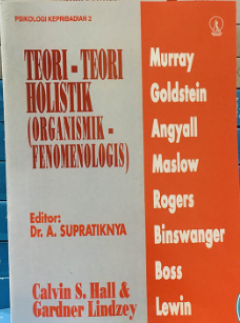 PSIKOLOGI KEPRIBADIAN 2
TEORI - TEORI
HOLISTIK
(ORGANISMIK -
FENOMENOLOGIS)
Editor:
Dr. A. SUPRATIKNYA
Calvin S. Hall &
Gardner Lindzey
Murray
Goldstein
Angyall
Maslow
Rogers
Binswanger
Boss
Lewin